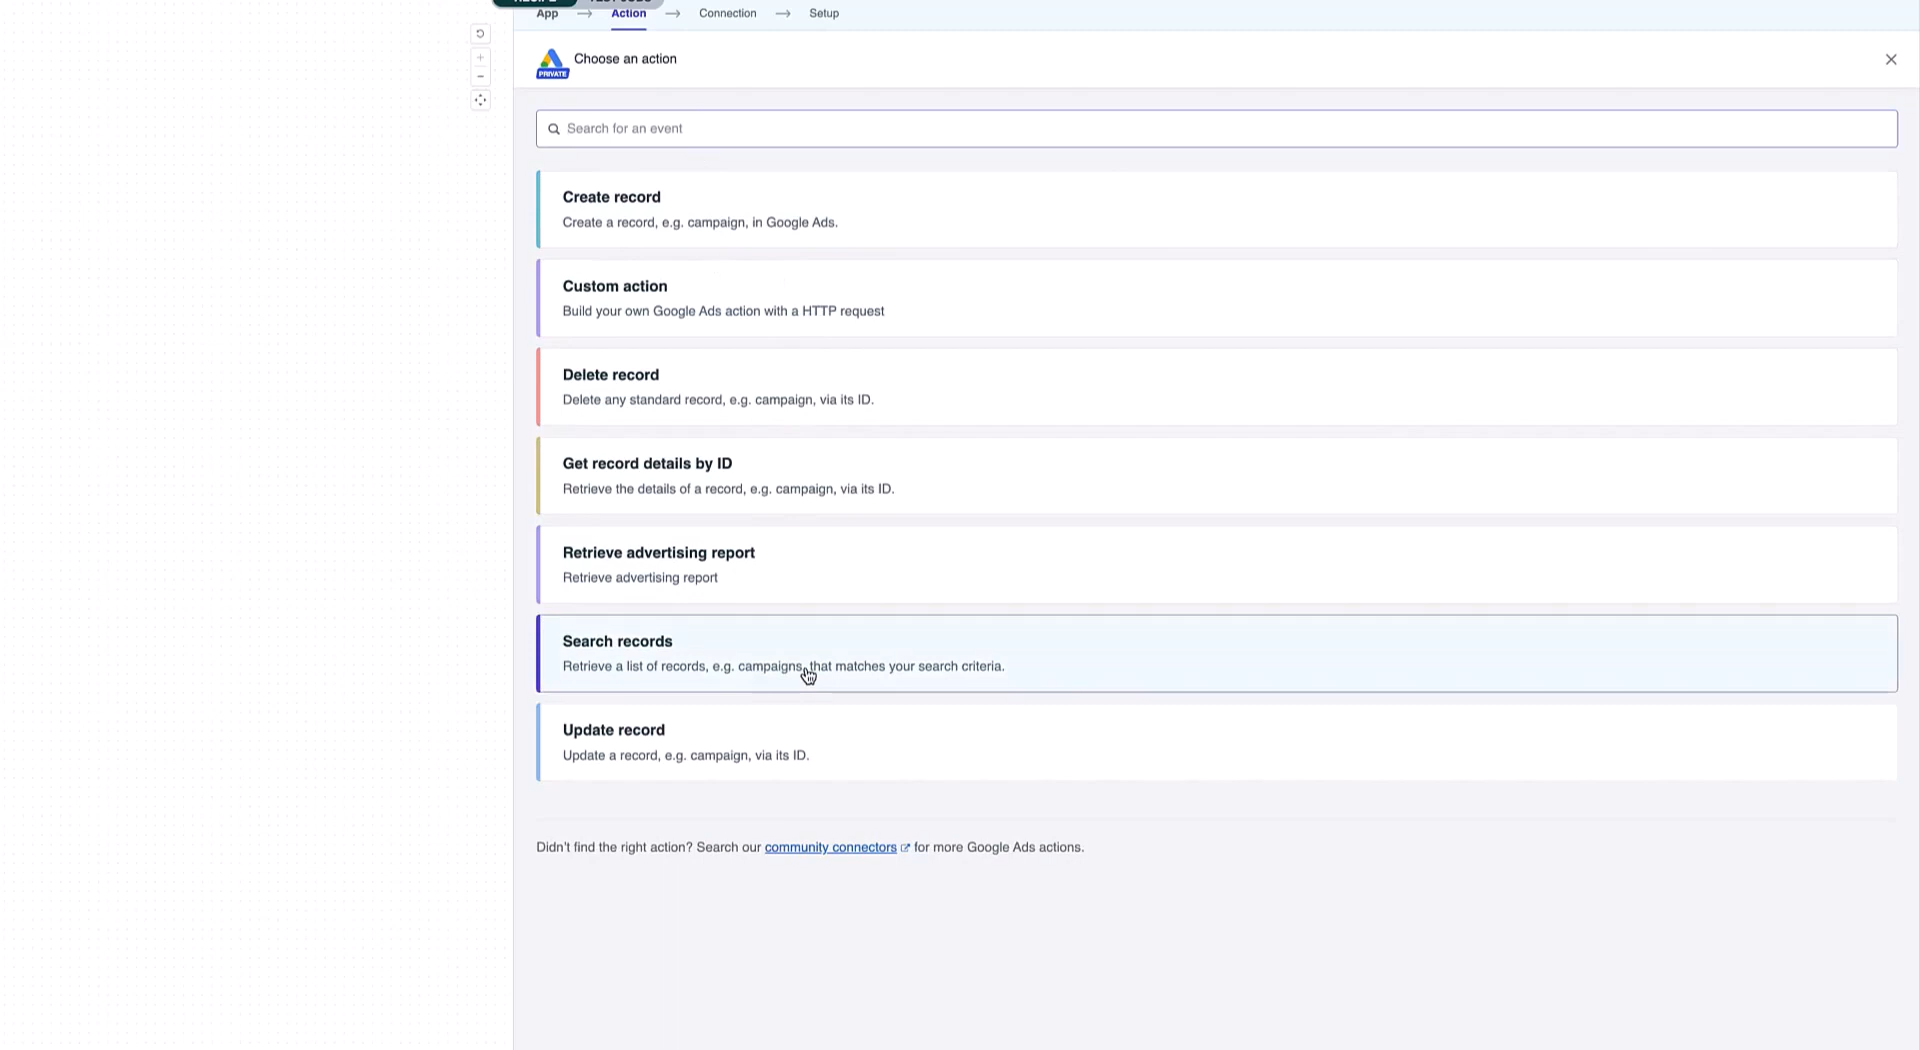 RECIPE TEST JOBS
App → Action → Connection → Setup
PRIVATE
Choose an action
Search for an event
Create record
Create a record, e.g. campaign, in Google Ads.
Custom action
Build your own Google Ads action with a HTTP request
Delete record
Delete any standard record, e.g. campaign, via its ID.
Get record details by ID
Retrieve the details of a record, e.g. campaign, via its ID.
Retrieve advertising report
Retrieve advertising report
Search records
Retrieve a list of records, e.g. campaigns, that matches your search criteria.
Update record
Update a record, e.g. campaign, via its ID.
Didn't find the right action? Search our community connectors for more Google Ads actions.